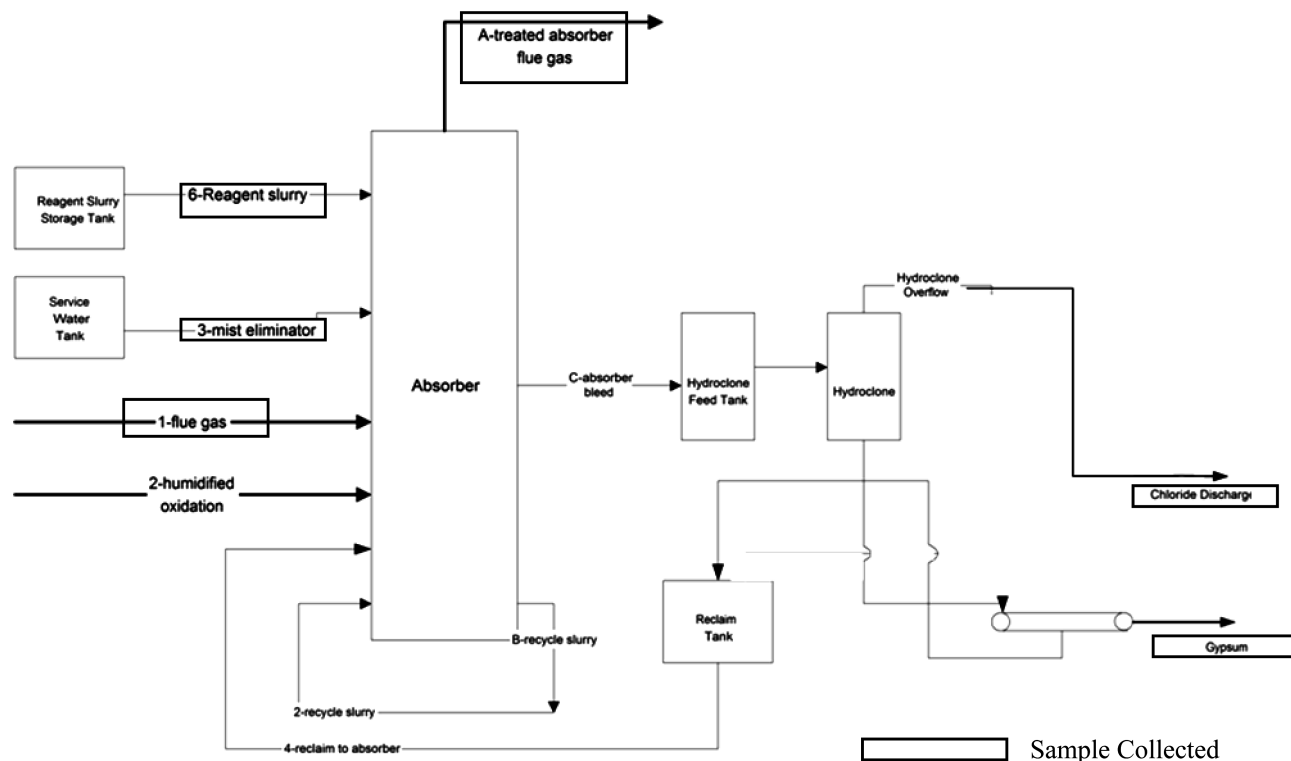 A-treated absorber
flue gas
6-Reagent slurry
Reagent Slurry
Storage Tank
Service
Water
Tank
3-mist eliminator
Absorber
Hydroclone
Overflow
C-absorber
bleed
Hydroclone
Feed Tank
Hydroclone
1-flue gas
2-humidified
oxidation
Chloride Discharge
Reclaim
Tank
B-recycle slurry
Gypsum
2-recycle slurry
4-reclaim to absorber
Sample Collected